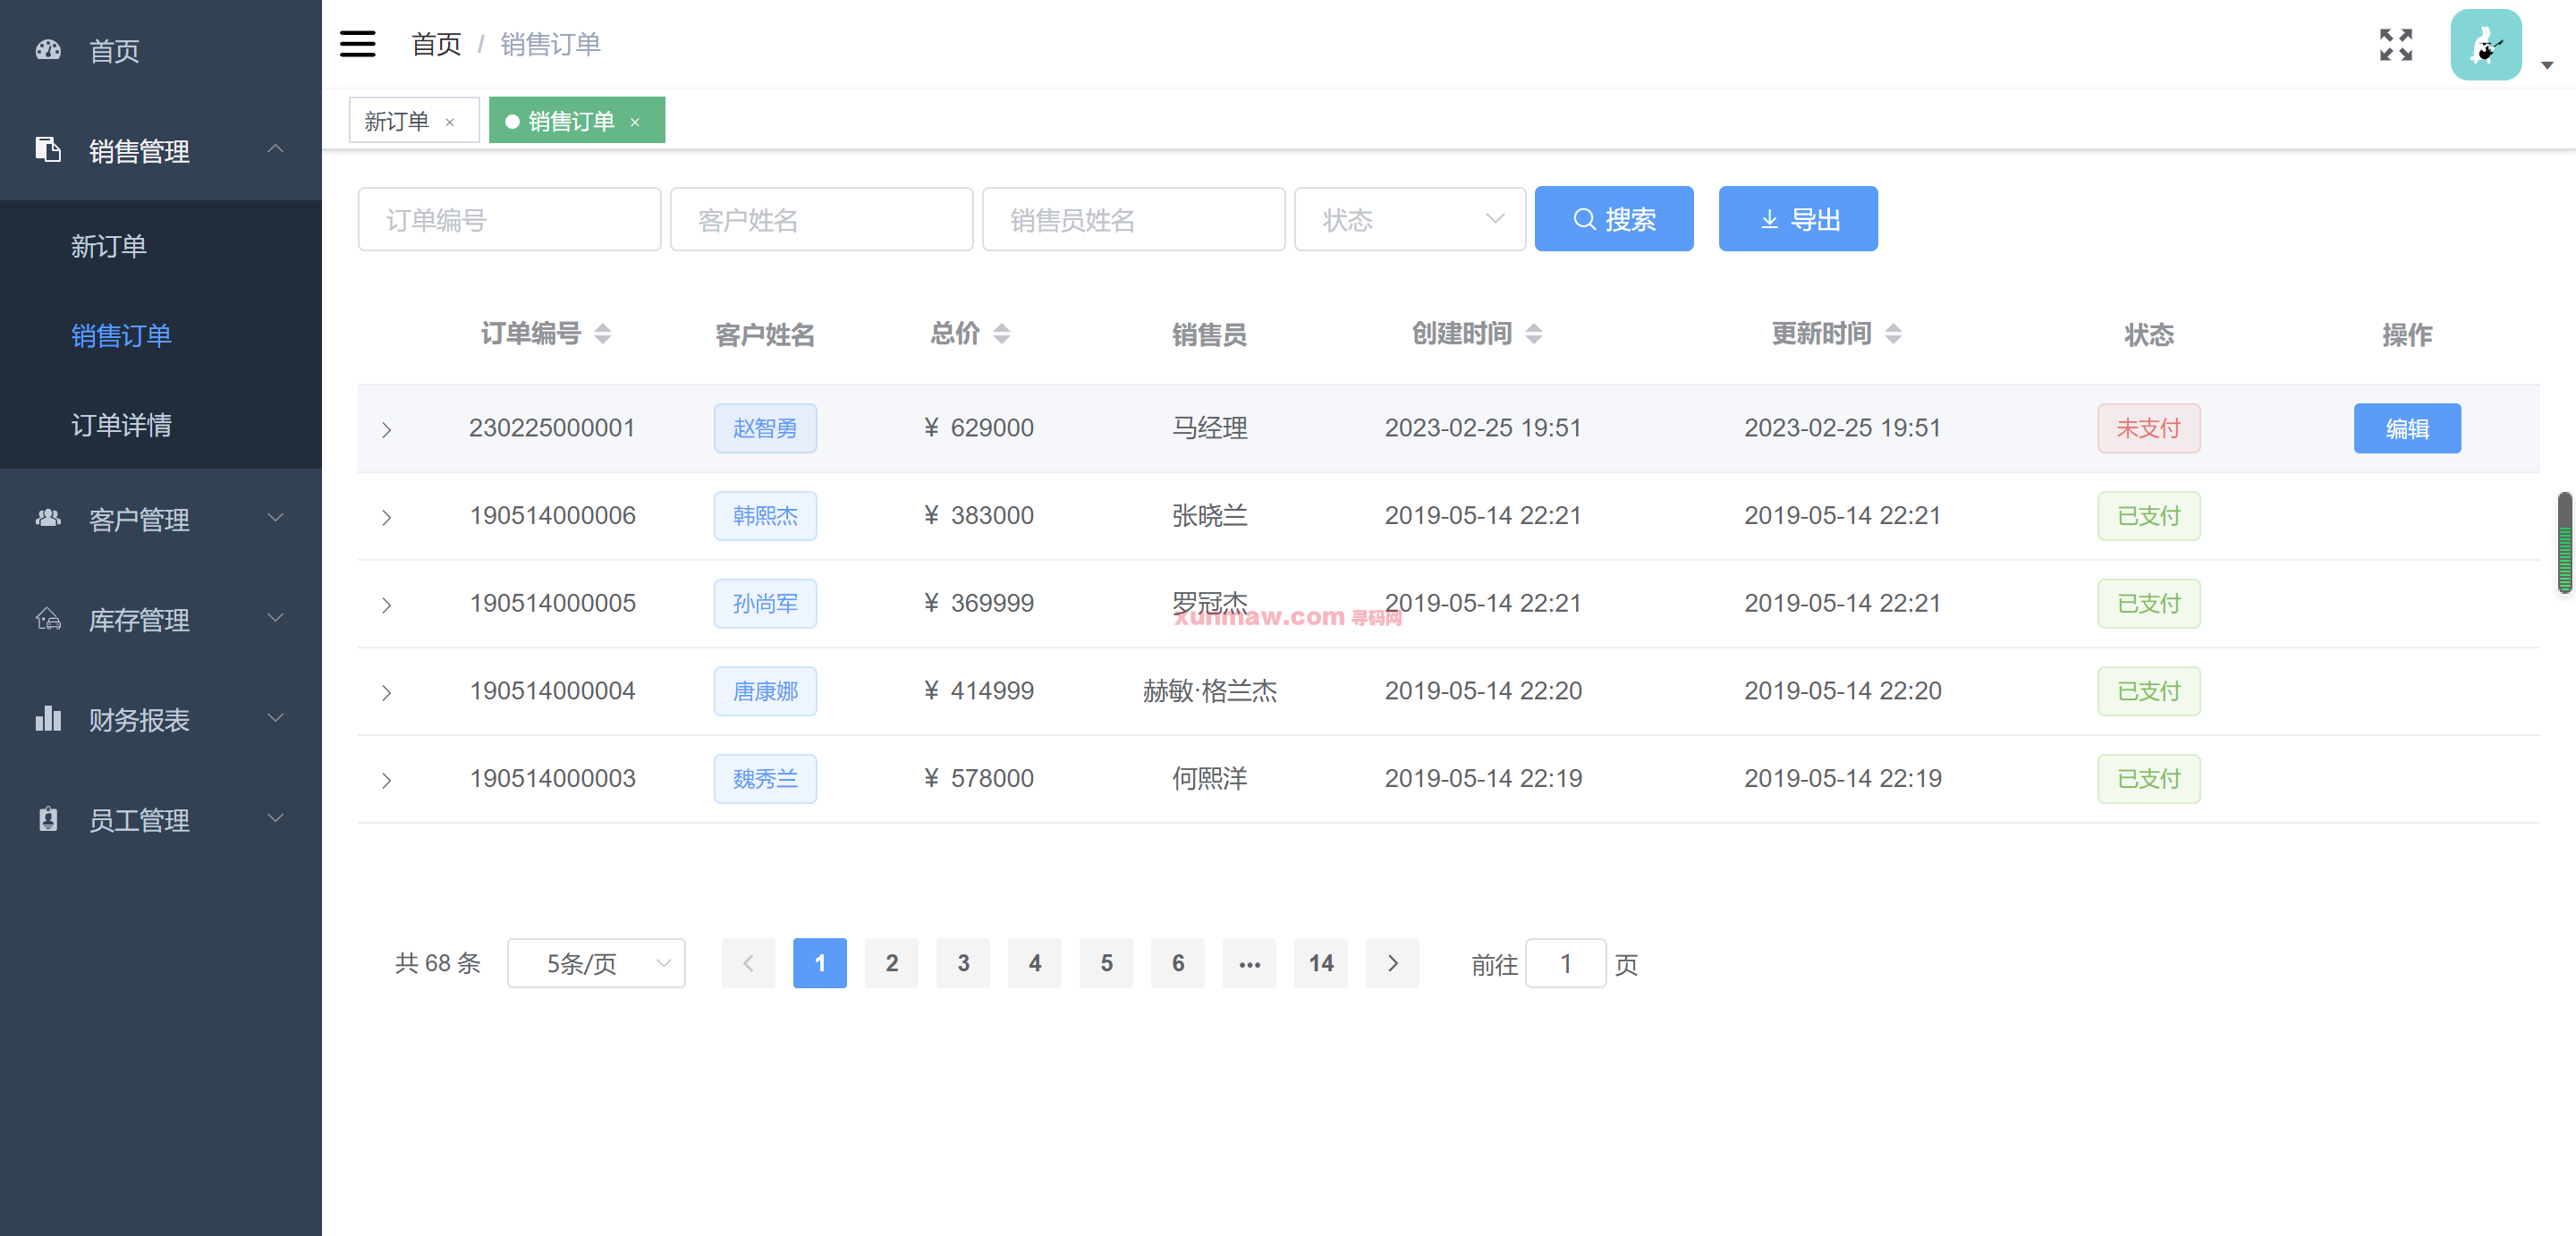 首页
销售管理
新订单
销售订单
订单详情
客户管理
库存管理
财务报表
员工管理
首页 / 销售订单
新订单 × 销售订单 ×
订单编号 客户姓名 销售员姓名 状态 搜索 导出
订单编号 客户姓名 总价 销售员 创建时间 更新时间 状态 操作
230225000001 赵智勇 ¥ 629000 马经理 2023-02-25 19:51 2023-02-25 19:51 未支付 编辑
190514000006 韩熙杰 ¥ 383000 张晓兰 2019-05-14 22:21 2019-05-14 22:21 已支付
190514000005 孙尚军 ¥ 369999 罗冠杰 2019-05-14 22:21 2019-05-14 22:21 已支付
xunmaw.com 寻码网
190514000004 唐康娜 ¥ 414999 赫敏·格兰杰 2019-05-14 22:20 2019-05-14 22:20 已支付
190514000003 魏秀兰 ¥ 578000 何熙洋 2019-05-14 22:19 2019-05-14 22:19 已支付
共 68 条 5条/页 1 2 3 4 5 6 ••• 14 前往 1 页